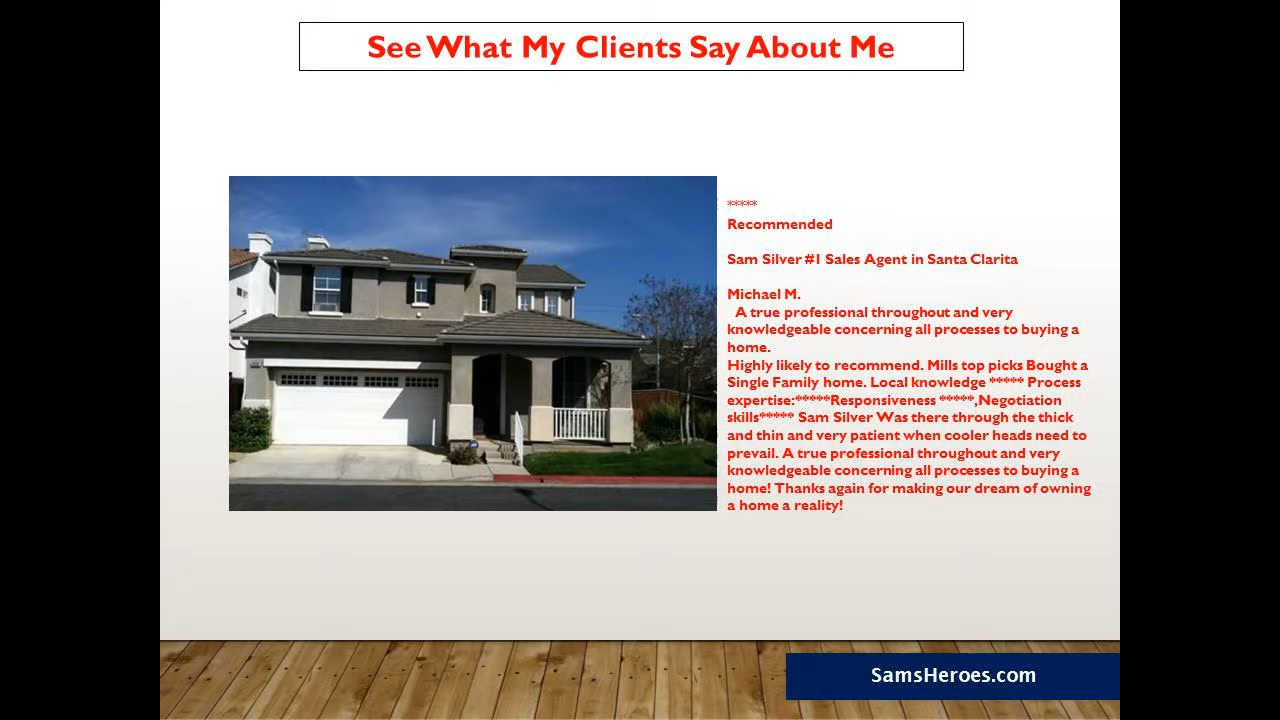 See What My Clients Say About Me
*****
Recommended
Sam Silver #1 Sales Agent in Santa Clarita
Michael M.
A true professional throughout and very
knowledgeable concerning all processes to buying a
home.
Highly likely to recommend. Mills top picks Bought a
Single Family home. Local knowledge ***** Process
expertise:*****Responsiveness *****,Negotiation
skills***** Sam Silver Was there through the thick
and thin and very patient when cooler heads need to
prevail. A true professional throughout and very
knowledgeable concerning all processes to buying a
home! Thanks again for making our dream of owning
a home a reality!
SamsHeroes.com